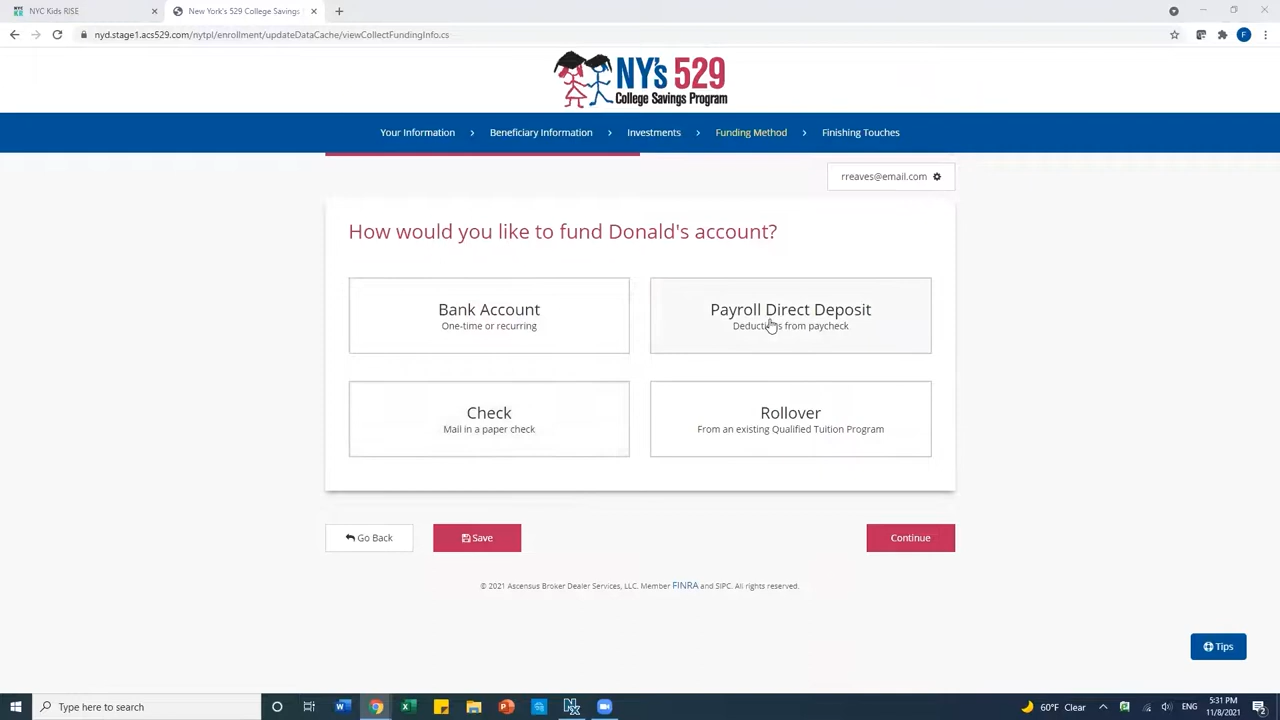 NYC Kids RISE
New York's 529 College Savings
nyd.stage1.acs529.com/nytpl/enrollment/updateDataCache/viewCollectFundingInfo.cs
F
NY's 529
College Savings Program
Your Information > Beneficiary Information > Investments > Funding Method > Finishing Touches
rreaves@email.com
How would you like to fund Donald's account?
Bank Account
One-time or recurring
Payroll Direct Deposit
Deductions from paycheck
Check
Mail in a paper check
Rollover
From an existing Qualified Tuition Program
Go Back
Save
Continue
© 2021 Ascensus Broker Dealer Services, LLC. Member FINRA and SIPC. All rights reserved.
Tips
Type here to search
60°F Clear
5:31 PM
11/8/2021
2